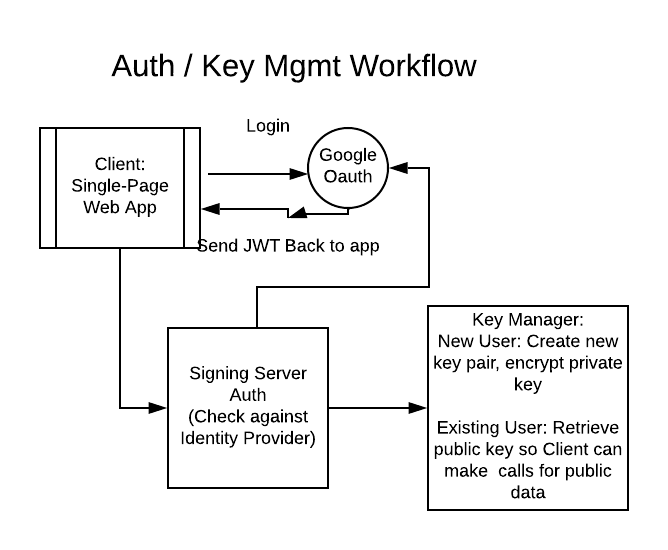 Auth / Key Mgmt Workflow
Login
Client:
Single-Page
Web App
Google
Oauth
Send JWT Back to app
Signing Server
Auth
(Check against
Identity Provider)
Key Manager:
New User: Create new
key pair, encrypt private
key
Existing User: Retrieve
public key so Client can
make calls for public
data